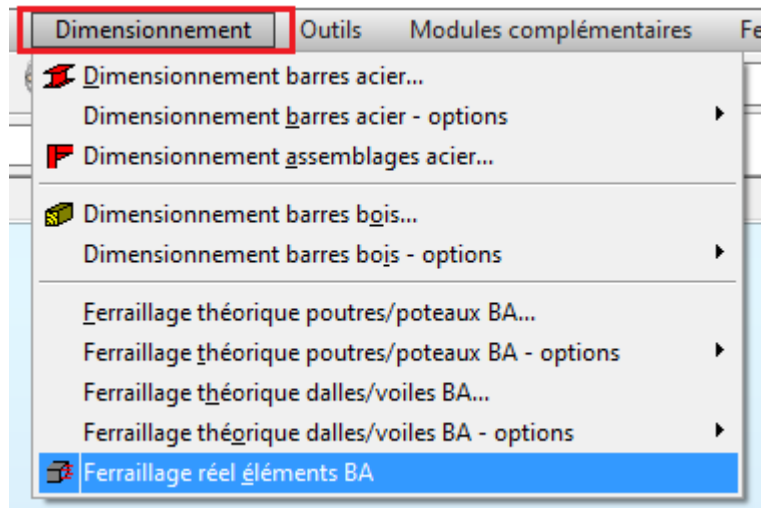 Dimensionnement Outils Modules complémentaires Fe
Dimensionnement barres acier...
Dimensionnement barres acier - options
Dimensionnement assemblages acier...
Dimensionnement barres bois...
Dimensionnement barres bois - options
Ferraillage théorique poutres/poteaux BA...
Ferraillage théorique poutres/poteaux BA - options
Ferraillage théorique dalles/voiles BA...
Ferraillage théorique dalles/voiles BA - options
Ferraillage réel éléments BA